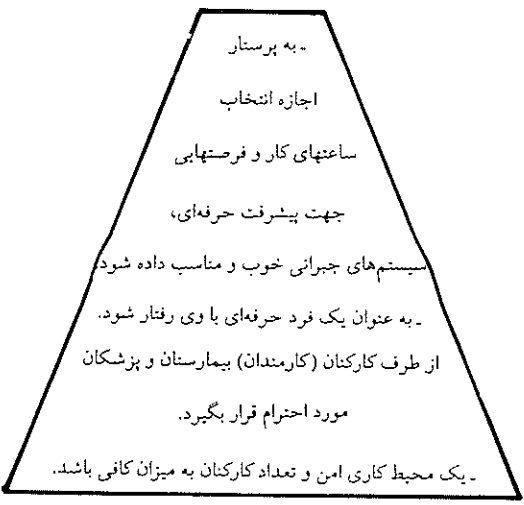 - به پرستار
اجازه انتخاب
ساعتهای کار و فرصتهایی
جهت پیشرفت حرفه‌ای،
سیستم‌های جبرانی خوب و مناسب داده شود.
- به عنوان یک فرد حرفه‌ای با وی رفتار شود.
از طرف کارکنان (کارمندان) بیمارستان و پزشکان
مورد احترام قرار بگیرد.
- یک محیط کاری امن و تعداد کارکنان به میزان کافی باشد.